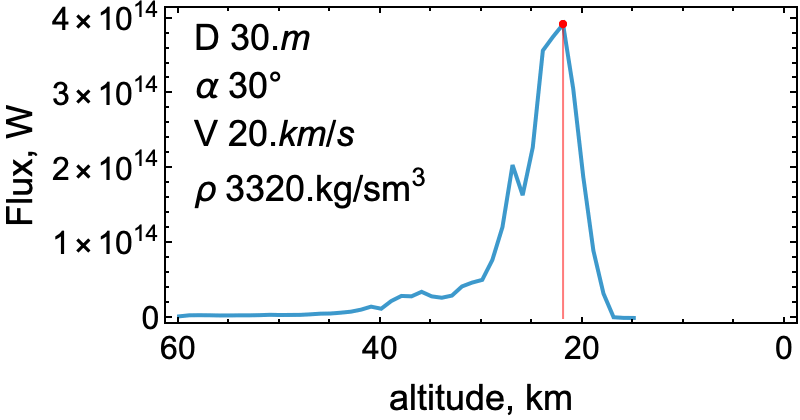 4×10¹⁴
3×10¹⁴
2×10¹⁴
1×10¹⁴
0
Flux, W
D 30.m
α 30°
V 20.km/s
ρ 3320.kg/sm³
60 40 20 0
altitude, km